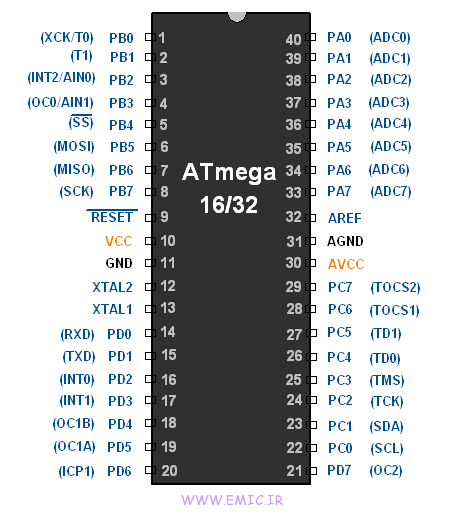 (XCK/T0) PB0 1 40 PA0 (ADC0)
(T1) PB1 2 39 PA1 (ADC1)
(INT2/AIN0) PB2 3 38 PA2 (ADC2)
(OC0/AIN1) PB3 4 37 PA3 (ADC3)
(SS) PB4 5 36 PA4 (ADC4)
(MOSI) PB5 6 35 PA5 (ADC5)
(MISO) PB6 7 ATmega 34 PA6 (ADC6)
(SCK) PB7 8 16/32 33 PA7 (ADC7)
RESET 9 32 AREF
VCC 10 31 AGND
GND 11 30 AVCC
XTAL2 12 29 PC7 (TOCS2)
XTAL1 13 28 PC6 (TOCS1)
(RXD) PD0 14 27 PC5 (TD1)
(TXD) PD1 15 26 PC4 (TD0)
(INT0) PD2 16 25 PC3 (TMS)
(INT1) PD3 17 24 PC2 (TCK)
(OC1B) PD4 18 23 PC1 (SDA)
(OC1A) PD5 19 22 PC0 (SCL)
(ICP1) PD6 20 21 PD7 (OC2)
WWW.EMIC.IR